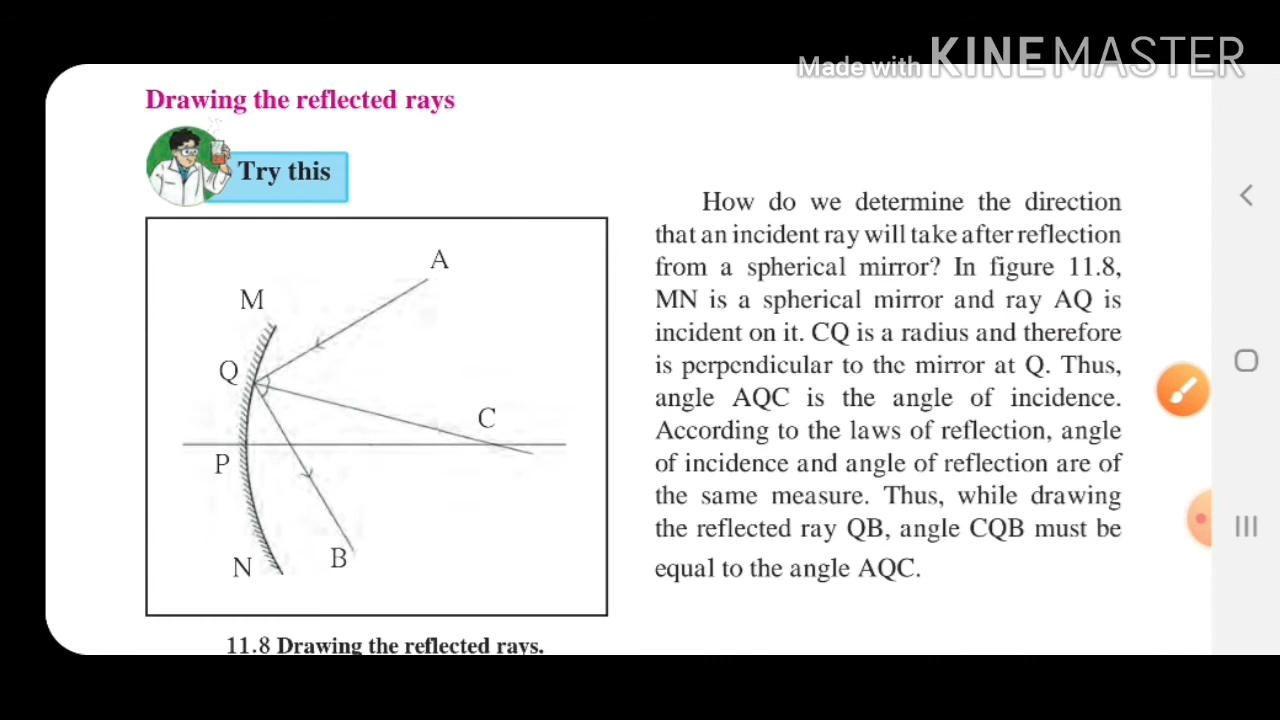 Made with KINEMASTER
Drawing the reflected rays
Try this
How do we determine the direction
that an incident ray will take after reflection
from a spherical mirror? In figure 11.8,
MN is a spherical mirror and ray AQ is
incident on it. CQ is a radius and therefore
is perpendicular to the mirror at Q. Thus,
angle AQC is the angle of incidence.
According to the laws of reflection, angle
of incidence and angle of reflection are of
the same measure. Thus, while drawing
the reflected ray QB, angle CQB must be
equal to the angle AQC.
A
M
Q
C
P
B
N
11.8 Drawing the reflected rays.